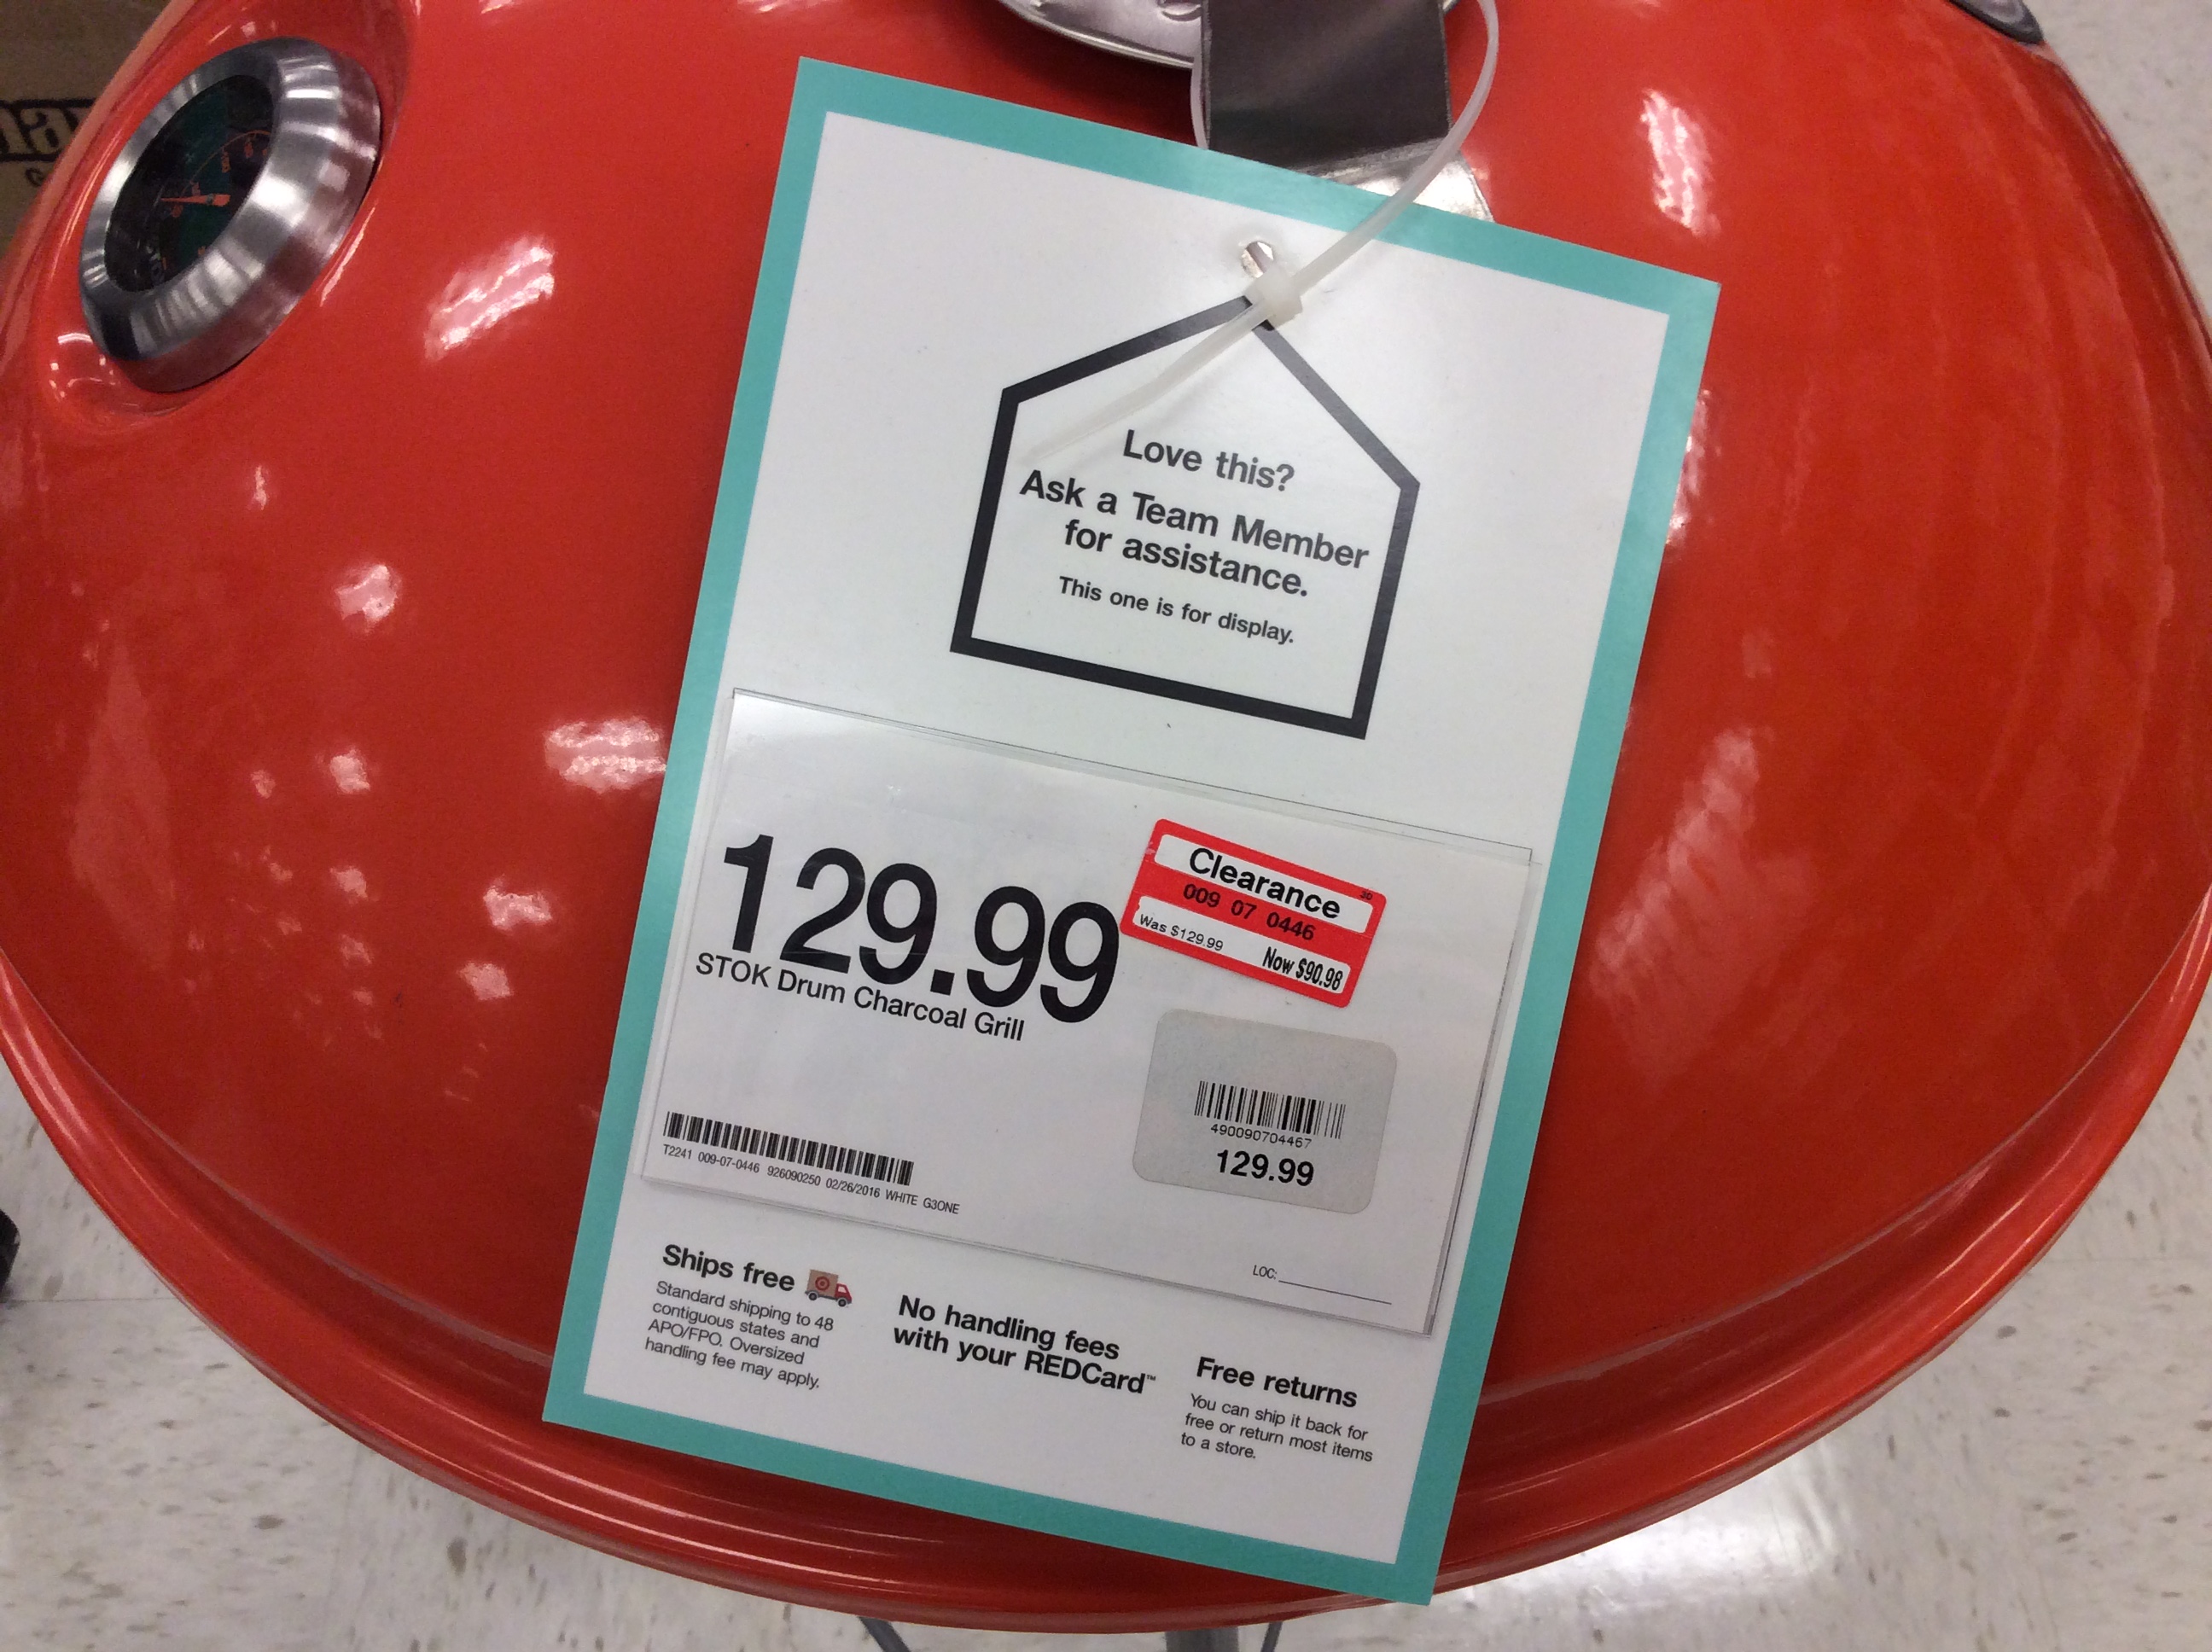 Love this?
Ask a Team Member
for assistance.
This one is for display.
129.99
STOK Drum Charcoal Grill
Clearance
30
009 07 0446
Was $129.99 Now $90.98
490090704467
129.99
T2241 009-07-0446 926090250 02/26/2016 WHITE G3ONE
LOC:
Ships free
Standard shipping to 48
contiguous states and
APO/FPO. Oversized
handling fee may apply.
No handling fees
with your REDCard™
Free returns
You can ship it back for
free or return most items
to a store.